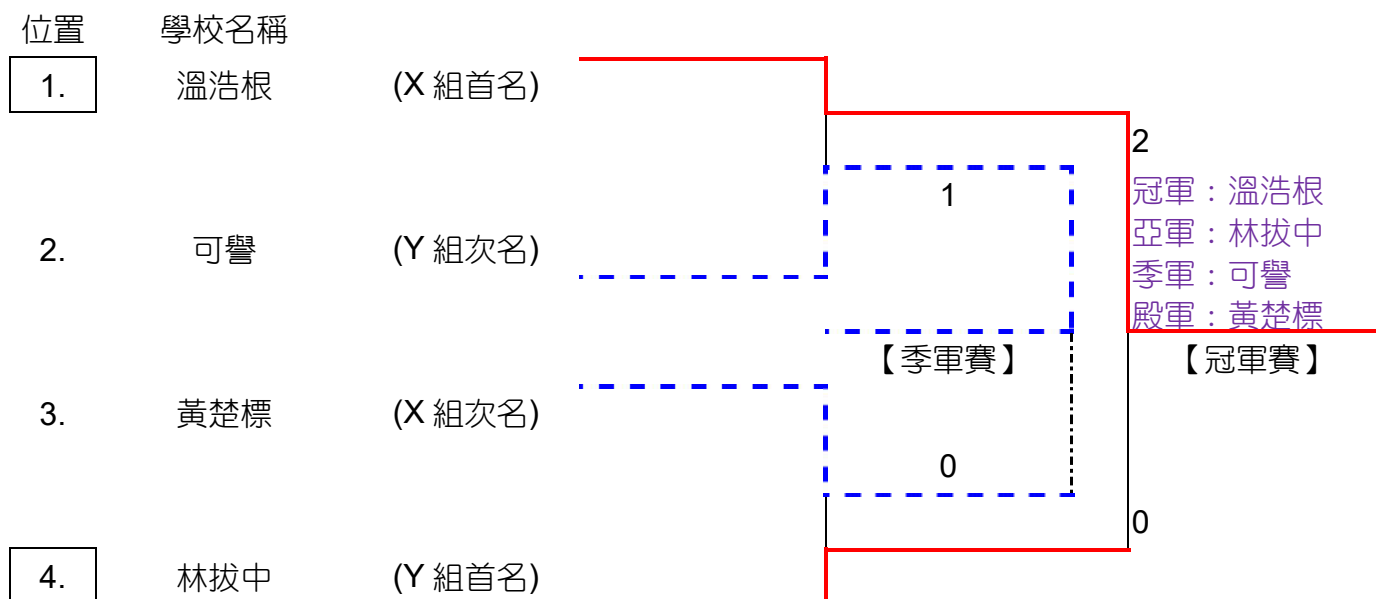 位置 學校名稱
1. 溫浩根 (X 組首名)
2
1
冠軍：溫浩根
2. 可譽 (Y 組次名)
亞軍：林拔中
季軍：可譽
殿軍：黃楚標
【季軍賽】 【冠軍賽】
3. 黃楚標 (X 組次名)
0
0
4. 林拔中 (Y 組首名)